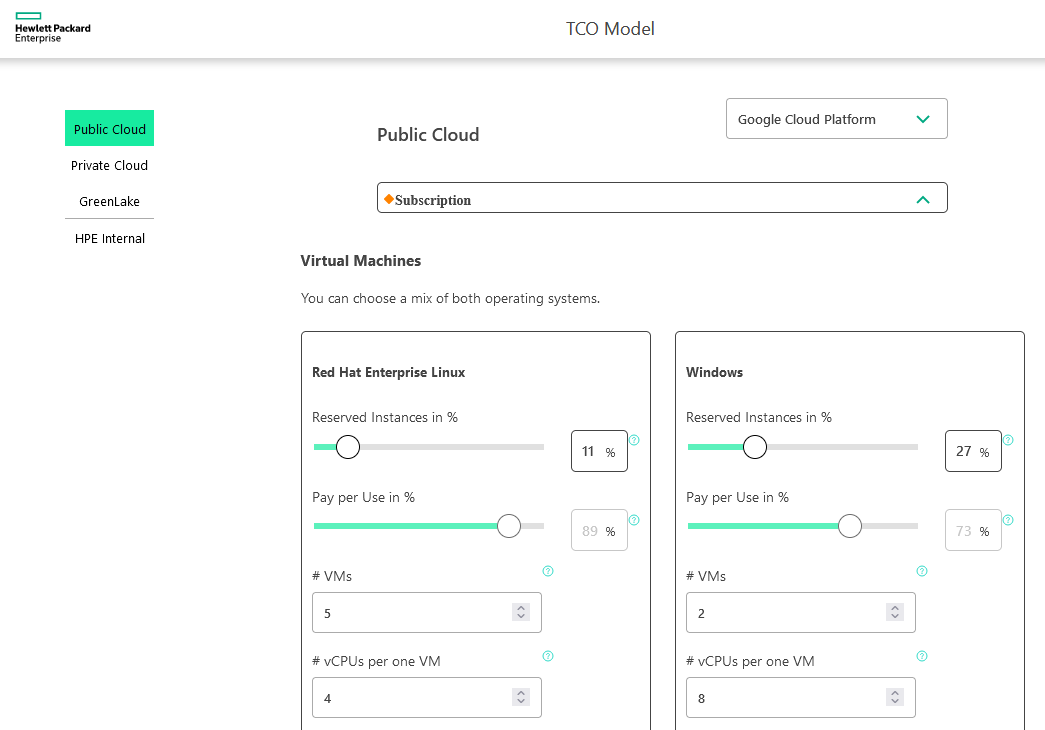 Hewlett Packard
Enterprise
TCO Model
Public Cloud
Private Cloud
GreenLake
HPE Internal
Public Cloud
Google Cloud Platform
Subscription
Virtual Machines
You can choose a mix of both operating systems.
Red Hat Enterprise Linux
Reserved Instances in %
11 %
Pay per Use in %
89 %
# VMs
5
# vCPUs per one VM
4
Windows
Reserved Instances in %
27 %
Pay per Use in %
73 %
# VMs
2
# vCPUs per one VM
8